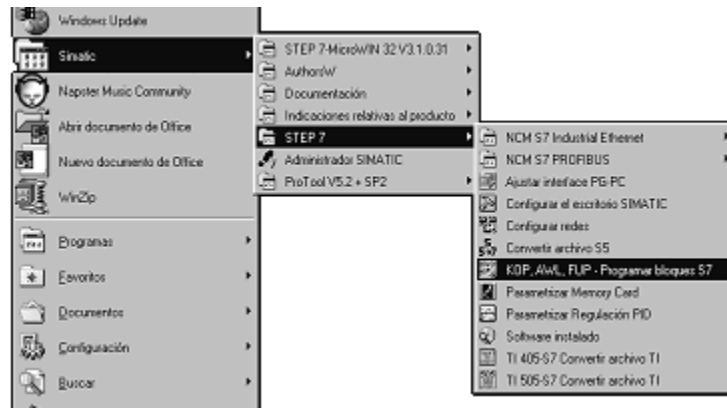 Windows Update
Simatic
Napster Music Community
Abrir documento de Office
Nuevo documento de Office
WinZip
Programas
Favoritos
Documentos
Configuración
Buscar
STEP 7-MicroWIN 32 V3.1.0.31
AuthorsW
Documentación
Indicaciones relativas al producto
STEP 7
Administrador SIMATIC
ProTool V5.2 + SP2
NCM S7 Industrial Ethernet
NCM S7 PROFIBUS
Ajustar interface PG-PC
Configurar el escritorio SIMATIC
Configurar redes
Convertir archivo S5
KOP, AWL, FUP - Programar bloques S7
Parametrizar Memory Card
Parametrizar Regulación PID
Software instalado
TI 405-S7 Convertir archivo TI
TI 505-S7 Convertir archivo TI